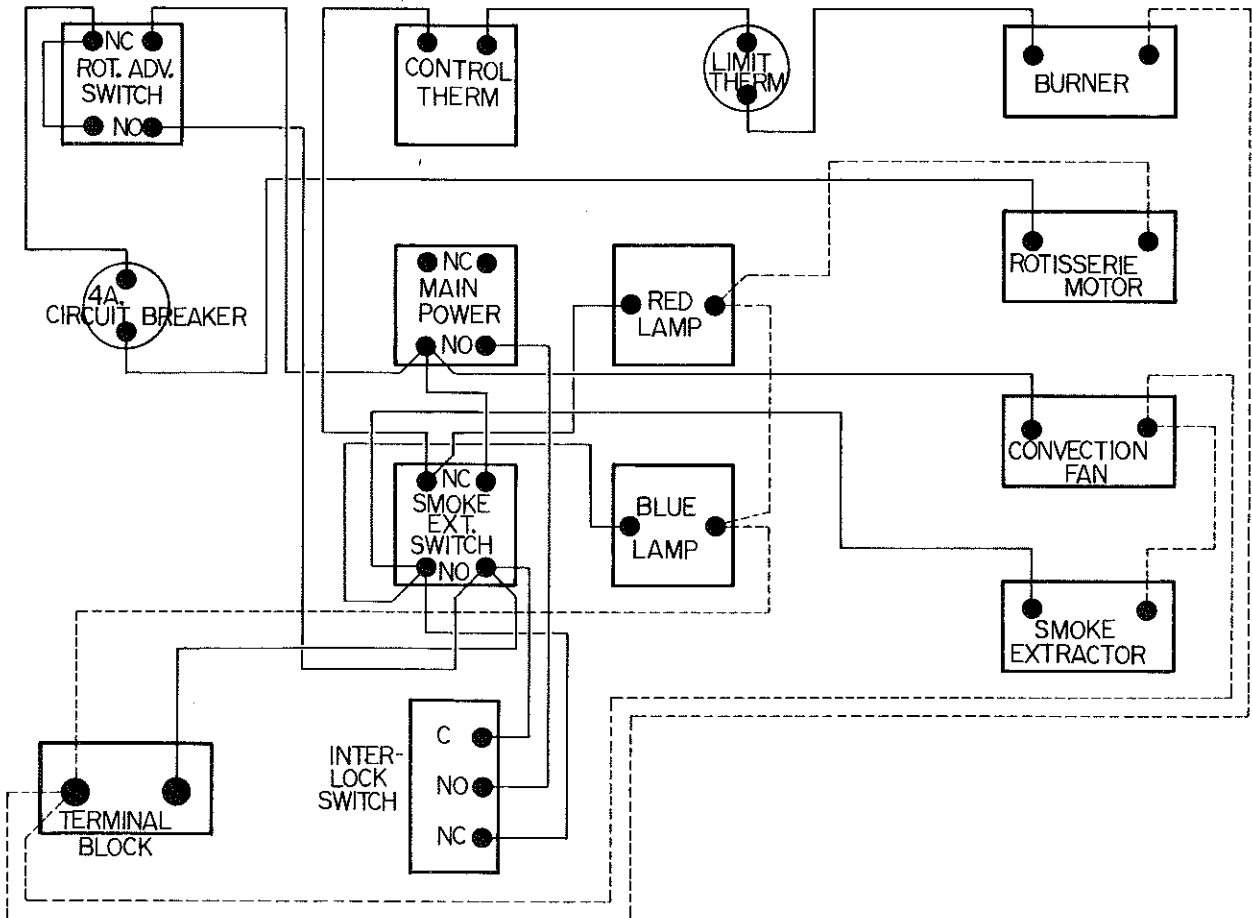 NC
ROT. ADV.
SWITCH
NO
CONTROL
THERM
LIMIT
THERM
BURNER
4A.
CIRCUIT BREAKER
NC
MAIN
POWER
NO
RED
LAMP
ROTISSERIE
MOTOR
NC
SMOKE
EXT.
SWITCH
NO
BLUE
LAMP
CONVECTION
FAN
SMOKE
EXTRACTOR
TERMINAL
BLOCK
INTER-
LOCK
SWITCH
C
NO
NC